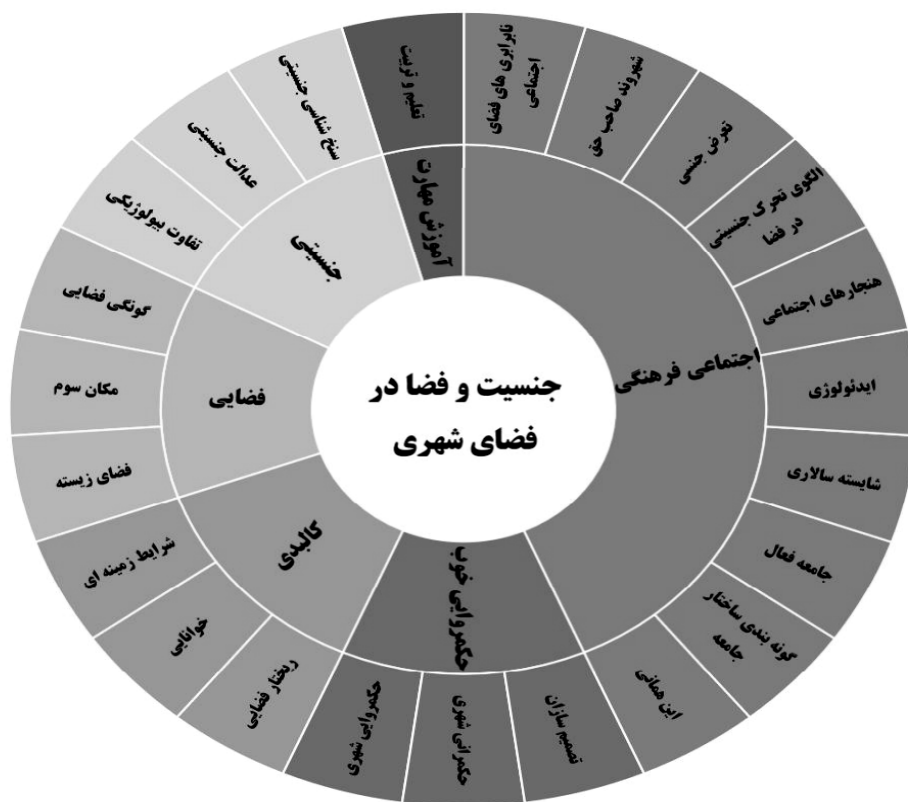 جنسیت و فضا در
فضای شهری
اجتماعی فرهنگی
نابرابری های فضای
اجتماعی
شهروند صاحب حق
تعرض جنسی
الگوی تحرک جنسیتی
در فضا
هنجارهای اجتماعی
ایدئولوژی
شایسته سالاری
جامعه فعال
گونه بندی ساختار
جامعه
این همانی
حکمروایی خوب
تصمیم سازان
حکمرانی شهری
حکمروایی شهری
کالبدی
ریختار فضایی
خوانایی
شرایط زمینه ای
فضایی
فضای زیسته
مکان سوم
گونگی فضایی
جنسیتی
تفاوت بیولوژیکی
عدالت جنسیتی
سنخ شناسی جنسیتی
آموزش مهارت
تعلیم و تربیت